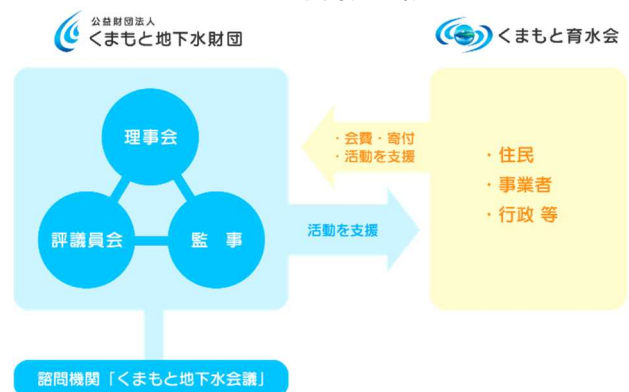 公益財団法人
くまもと地下水財団
くまもと育水会
理事会
評議員会
監 事
・会費・寄付
・活動を支援
活動を支援
・住民
・事業者
・行政 等
諮問機関「くまもと地下水会議」